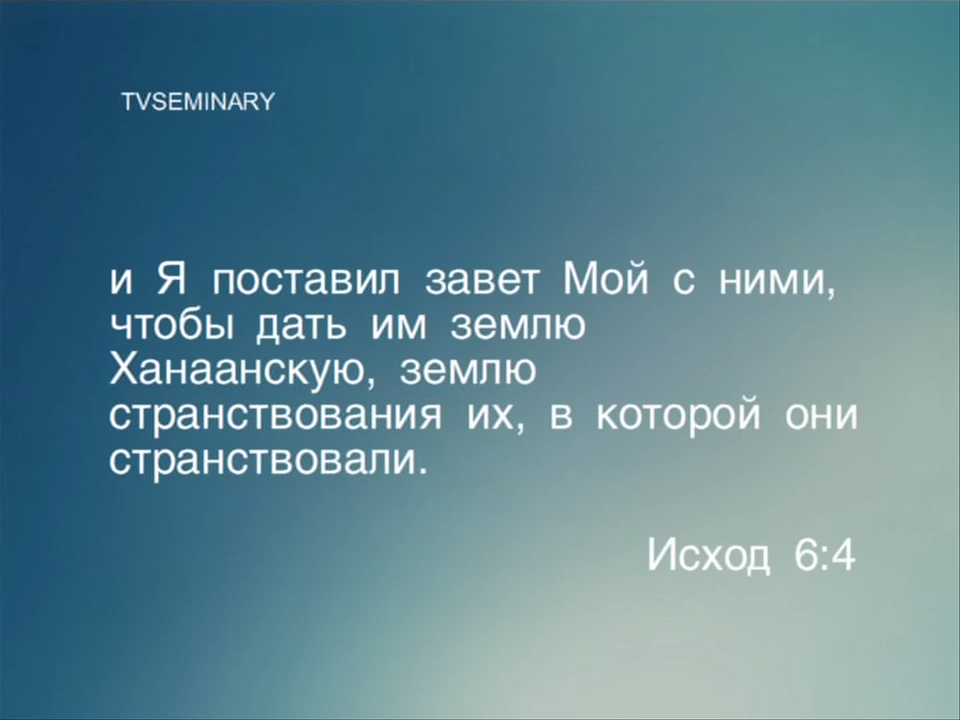 TVSEMINARY
и Я поставил завет Мой с ними,
чтобы дать им землю
Ханаанскую, землю
странствования их, в которой они
странствовали.
Исход 6:4